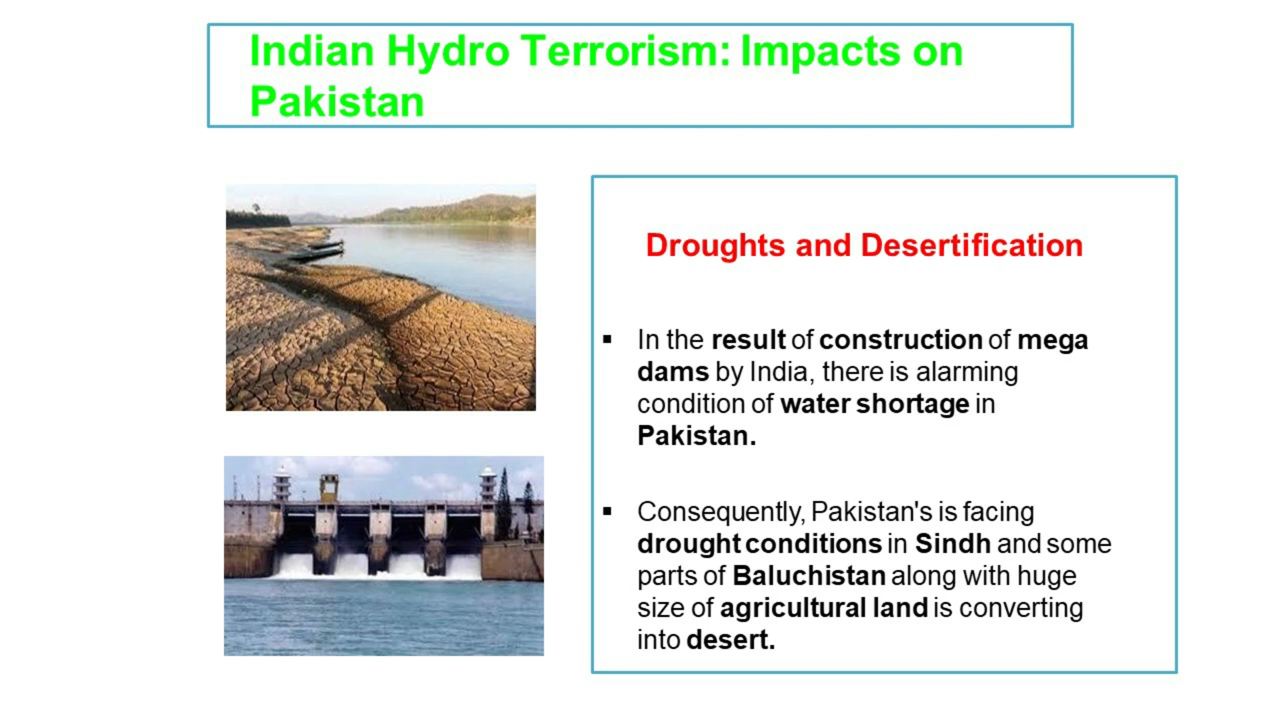 Indian Hydro Terrorism: Impacts on
Pakistan
Droughts and Desertification
▪ In the result of construction of mega
dams by India, there is alarming
condition of water shortage in
Pakistan.
▪ Consequently, Pakistan's is facing
drought conditions in Sindh and some
parts of Baluchistan along with huge
size of agricultural land is converting
into desert.